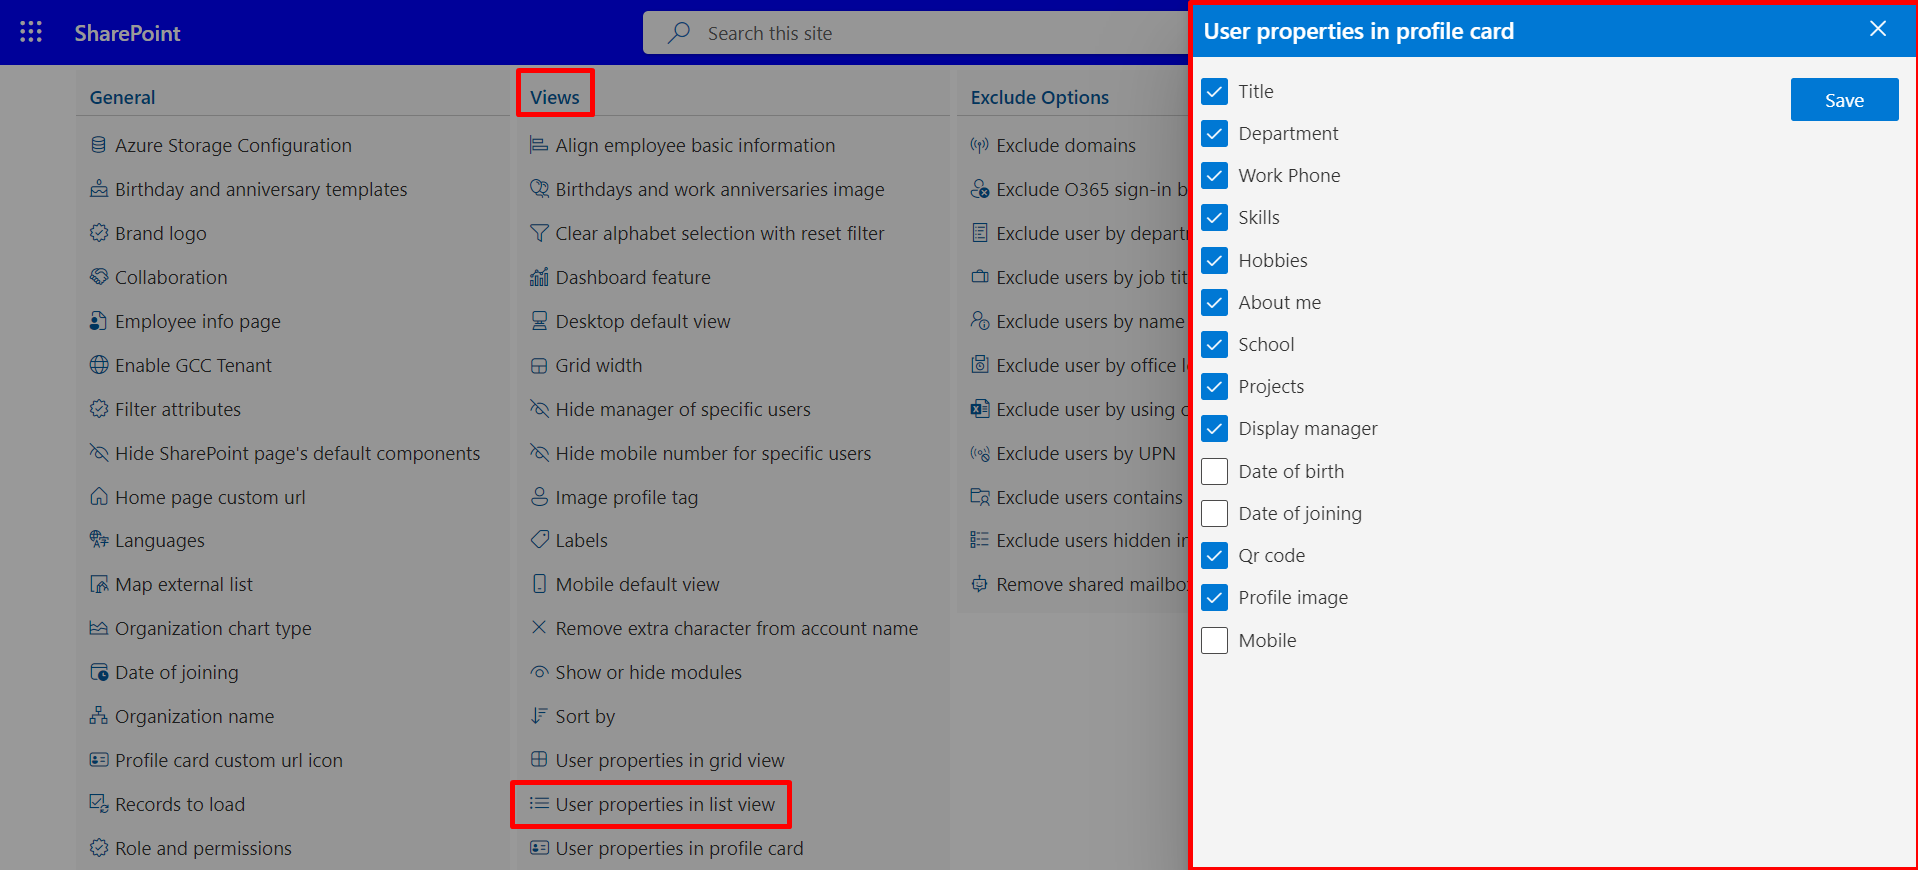 SharePoint
Search this site
General
Azure Storage Configuration
Birthday and anniversary templates
Brand logo
Collaboration
Employee info page
Enable GCC Tenant
Filter attributes
Hide SharePoint page's default components
Home page custom url
Languages
Map external list
Organization chart type
Date of joining
Organization name
Profile card custom url icon
Records to load
Role and permissions
Views
Align employee basic information
Birthdays and work anniversaries image
Clear alphabet selection with reset filter
Dashboard feature
Desktop default view
Grid width
Hide manager of specific users
Hide mobile number for specific users
Image profile tag
Labels
Mobile default view
Remove extra character from account name
Show or hide modules
Sort by
User properties in grid view
User properties in list view
User properties in profile card
Exclude Options
Exclude domains
Exclude O365 sign-in
Exclude user by
Exclude users by job
Exclude users by name
Exclude user by office
Exclude user by using
Exclude users by UPN
Exclude users contains
Exclude users hidden
Remove shared
User properties in profile card
Title
Department
Work Phone
Skills
Hobbies
About me
School
Projects
Display manager
Date of birth
Date of joining
Qr code
Profile image
Mobile
Save